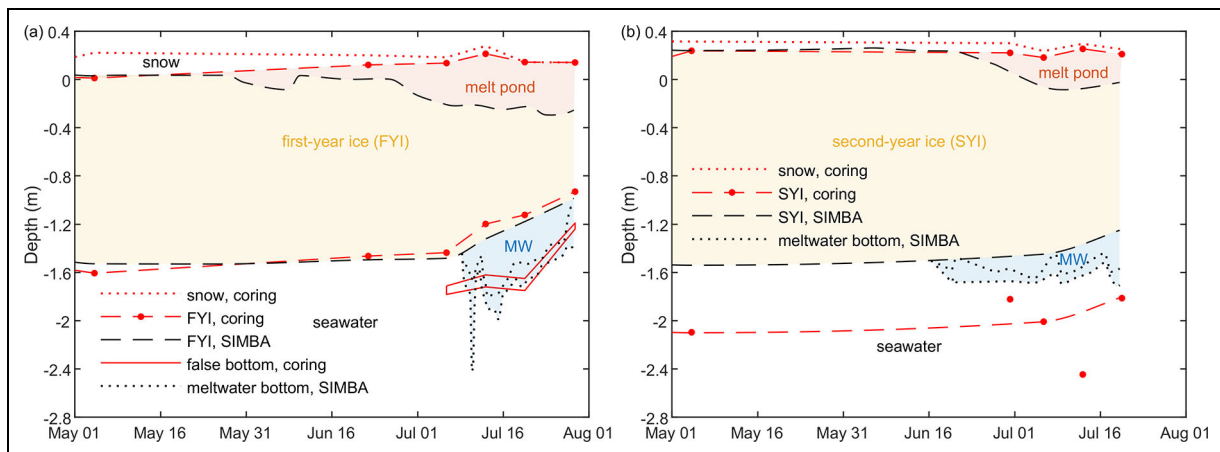 (a)
0.4
0
-0.4
-0.8
-1.2
-1.6
-2
-2.4
-2.8
Depth (m)
snow
melt pond
first-year ice (FYI)
MW
seawater
snow, coring
FYI, coring
FYI, SIMBA
false bottom, coring
meltwater bottom, SIMBA
May 01 May 16 May 31 Jun 16 Jul 01 Jul 16 Aug 01
(b)
0.4
0
-0.4
-0.8
-1.2
-1.6
-2
-2.4
-2.8
Depth (m)
melt pond
second-year ice (SYI)
snow, coring
SYI, coring
SYI, SIMBA
meltwater bottom, SIMBA
MW
seawater
May 01 May 16 May 31 Jun 16 Jul 01 Jul 16 Aug 01